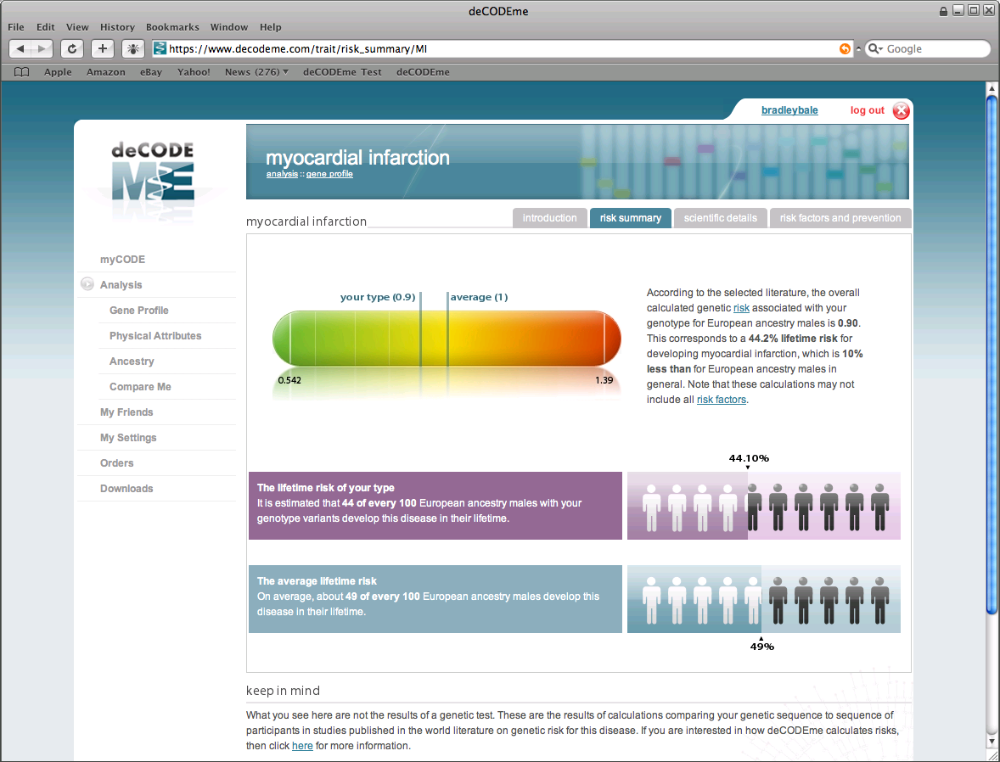 deCODEme
File Edit View History Bookmarks Window Help
https://www.decodeme.com/trait/risk_summary/MI
Google
Apple Amazon eBay Yahoo! News (276) deCODEme Test deCODEme
bradleybale log out
deCODE
ME
myocardial infarction
analysis :: gene profile
myocardial infarction
introduction risk summary scientific details risk factors and prevention
myCODE
Analysis
Gene Profile
Physical Attributes
Ancestry
Compare Me
My Friends
My Settings
Orders
Downloads
your type (0.9) average (1)
0.542 1.39
According to the selected literature, the overall
calculated genetic risk associated with your
genotype for European ancestry males is 0.90.
This corresponds to a 44.2% lifetime risk for
developing myocardial infarction, which is 10%
less than for European ancestry males in
general. Note that these calculations may not
include all risk factors.
44.10%
The lifetime risk of your type
It is estimated that 44 of every 100 European ancestry males with your
genotype variants develop this disease in their lifetime.
The average lifetime risk
On average, about 49 of every 100 European ancestry males develop this
disease in their lifetime.
49%
keep in mind
What you see here are not the results of a genetic test. These are the results of calculations comparing your genetic sequence to sequence of
participants in studies published in the world literature on genetic risk for this disease. If you are interested in how deCODEme calculates risks,
then click here for more information.